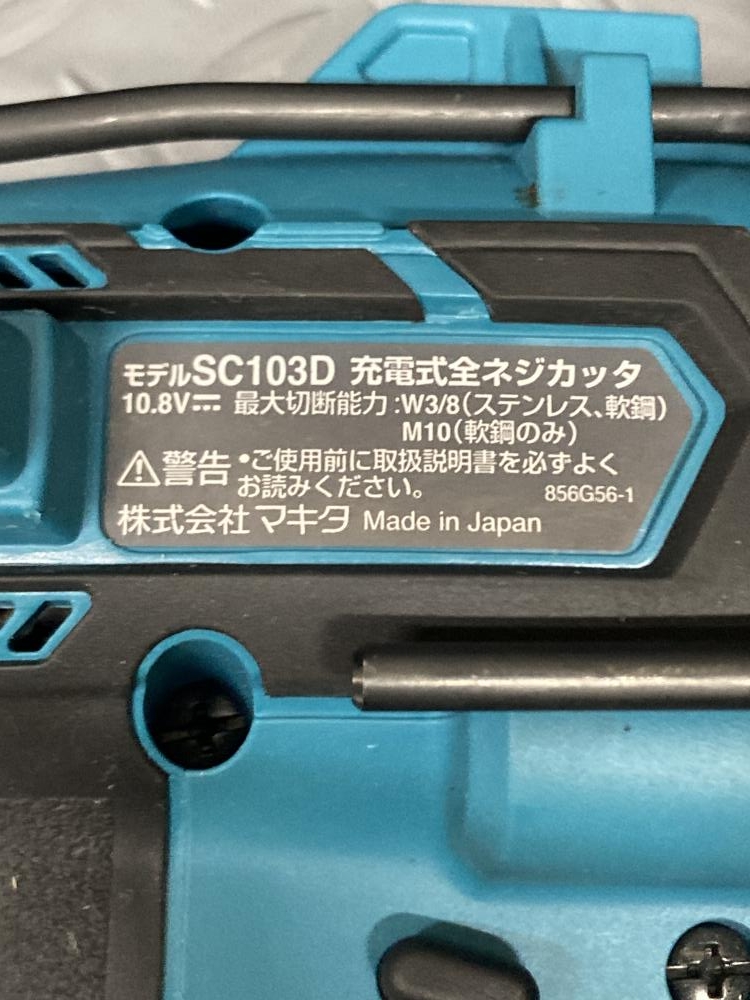 モデルSC103D 充電式全ネジカッタ
10.8V⎓ 最大切断能力:W3/8(ステンレス、軟鋼)
M10(軟鋼のみ)
⚠警告 •ご使用前に取扱説明書を必ずよく
お読みください。
856G56-1
株式会社マキタ Made in Japan